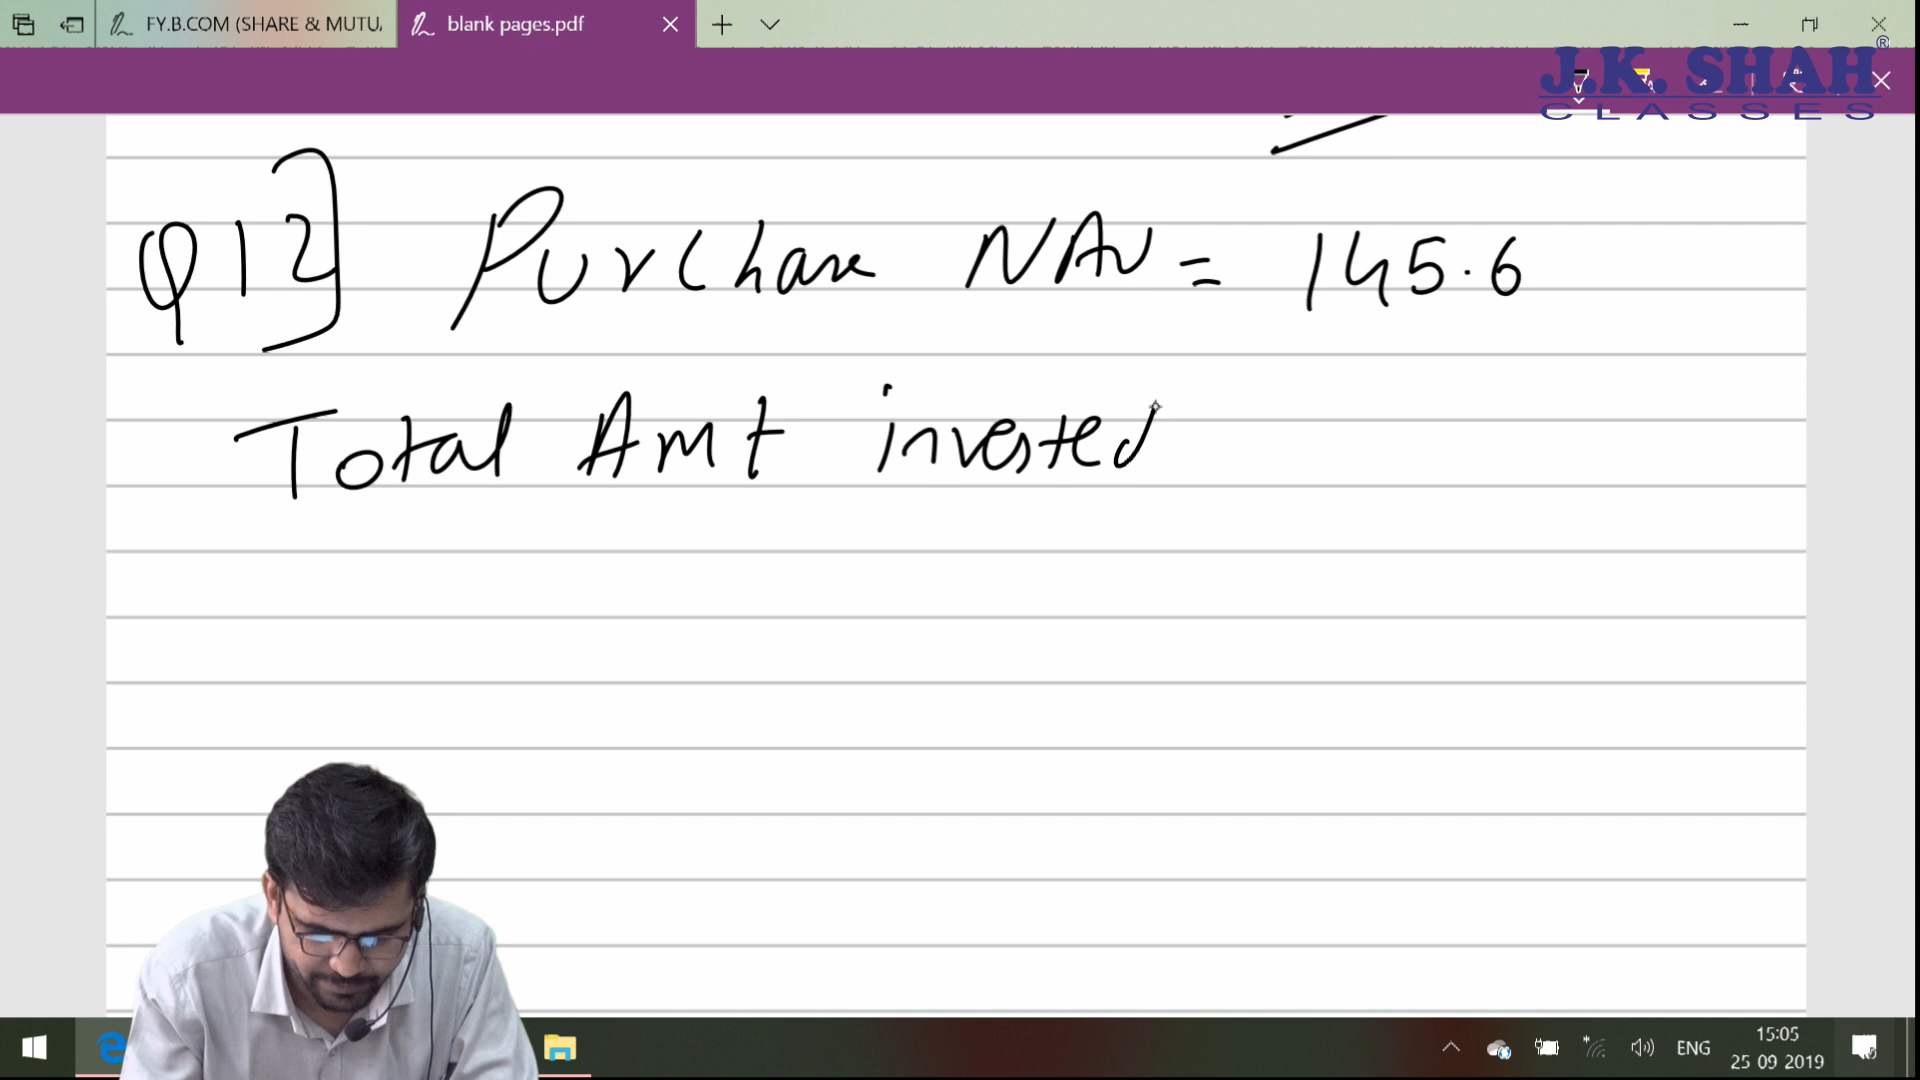 FY.B.COM (SHARE & MUTU
blank pages.pdf
J.K. SHAH®
CLASSES
Q12] Purchase NAV = 145.6
Total Amt invested
ENG
15:05
25 09 2019